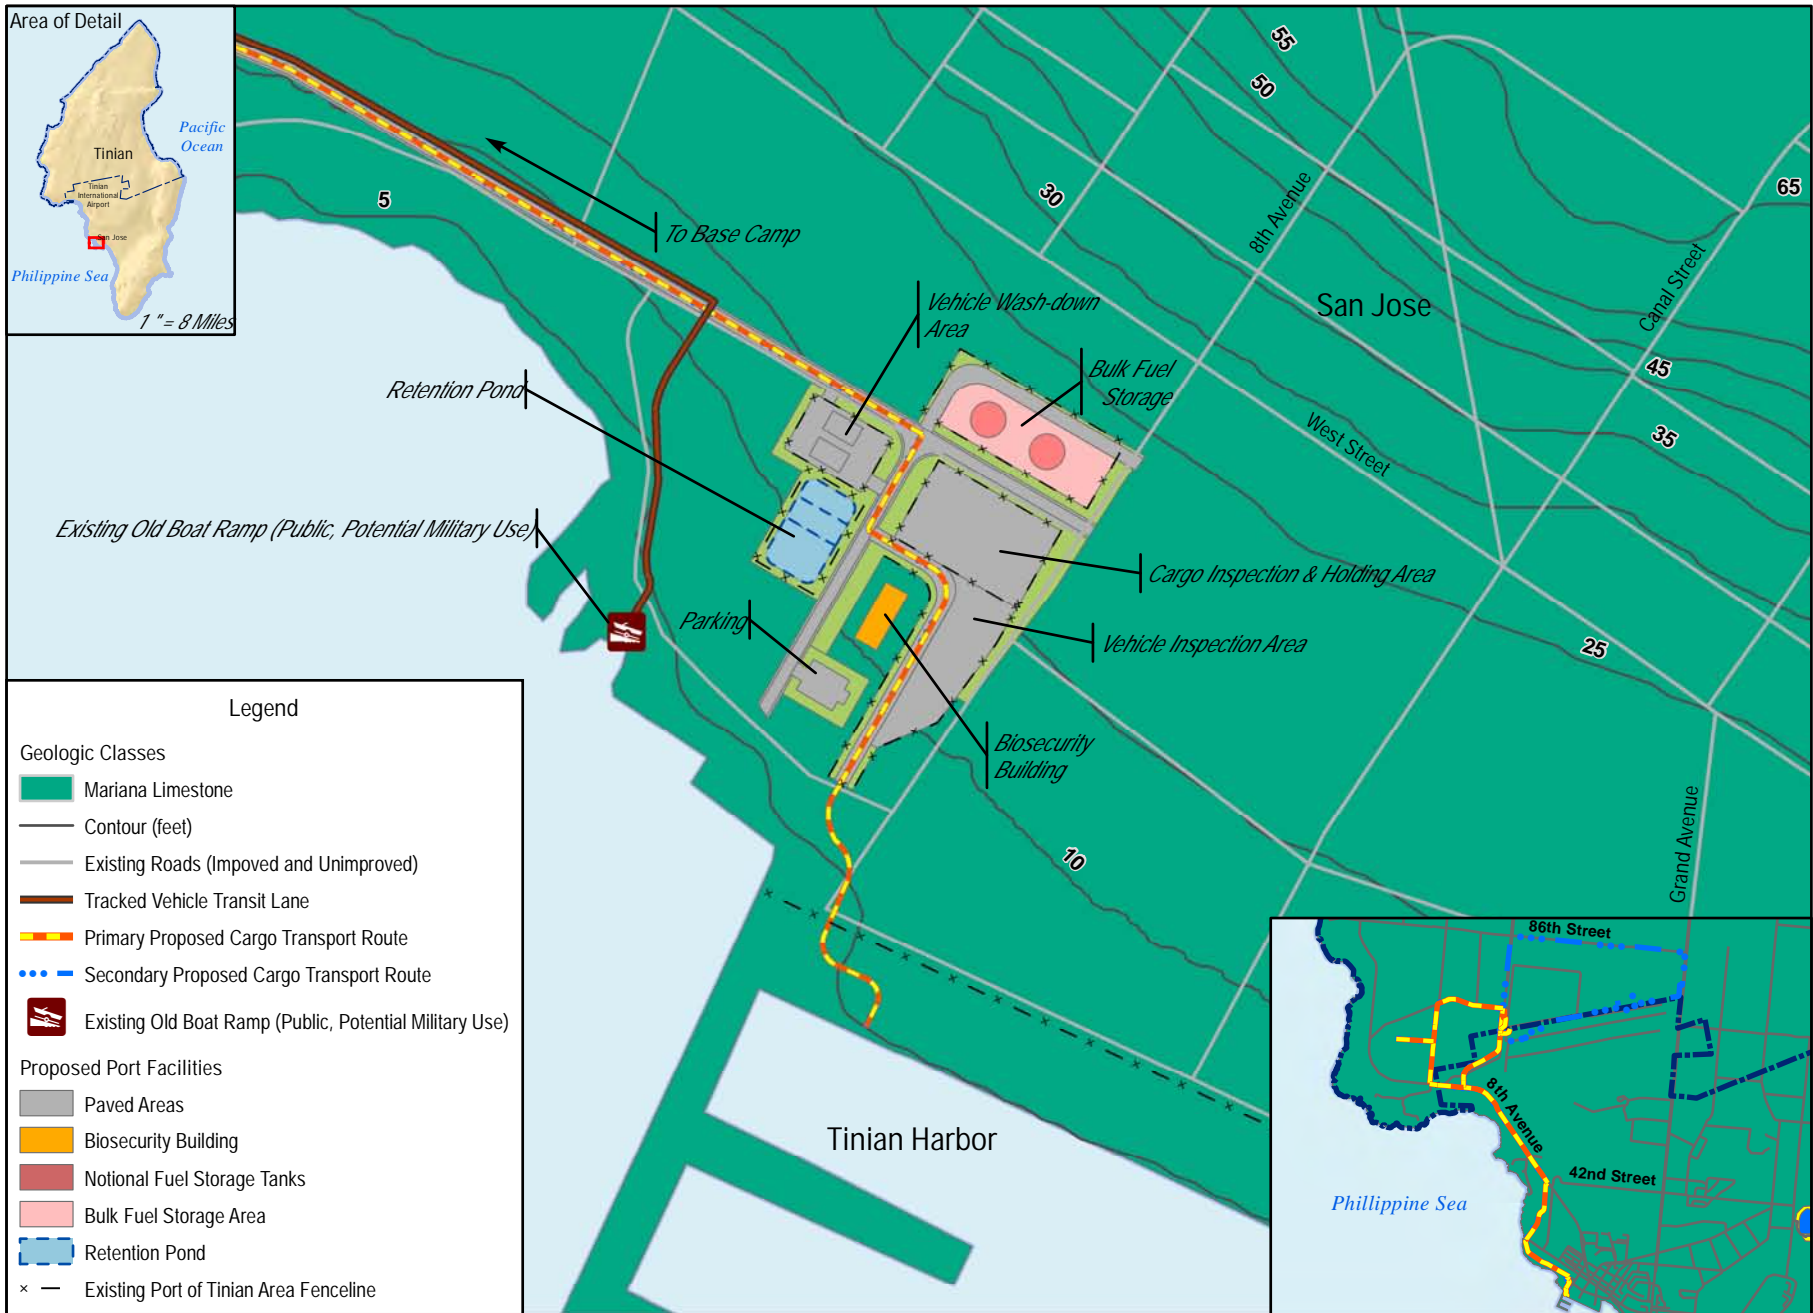 Area of Detail
Pacific
Ocean
Tinian
Tinian
International
Airport
San Jose
Philippine Sea
1 " = 8 Miles
5
To Base Camp
Vehicle Wash-down
Area
Retention Pond
Bulk Fuel
Storage
Existing Old Boat Ramp (Public, Potential Military Use)
Parking
Cargo Inspection & Holding Area
Vehicle Inspection Area
Biosecurity
Building
55
50
30
65
8th Avenue
San Jose
Canal Street
45
35
West Street
25
10
Grand Avenue
Tinian Harbor
Legend
Geologic Classes
Mariana Limestone
Contour (feet)
Existing Roads (Impoved and Unimproved)
Tracked Vehicle Transit Lane
Primary Proposed Cargo Transport Route
Secondary Proposed Cargo Transport Route
Existing Old Boat Ramp (Public, Potential Military Use)
Proposed Port Facilities
Paved Areas
Biosecurity Building
Notional Fuel Storage Tanks
Bulk Fuel Storage Area
Retention Pond
Existing Port of Tinian Area Fenceline
86th Street
8th Avenue
42nd Street
Phillippine Sea